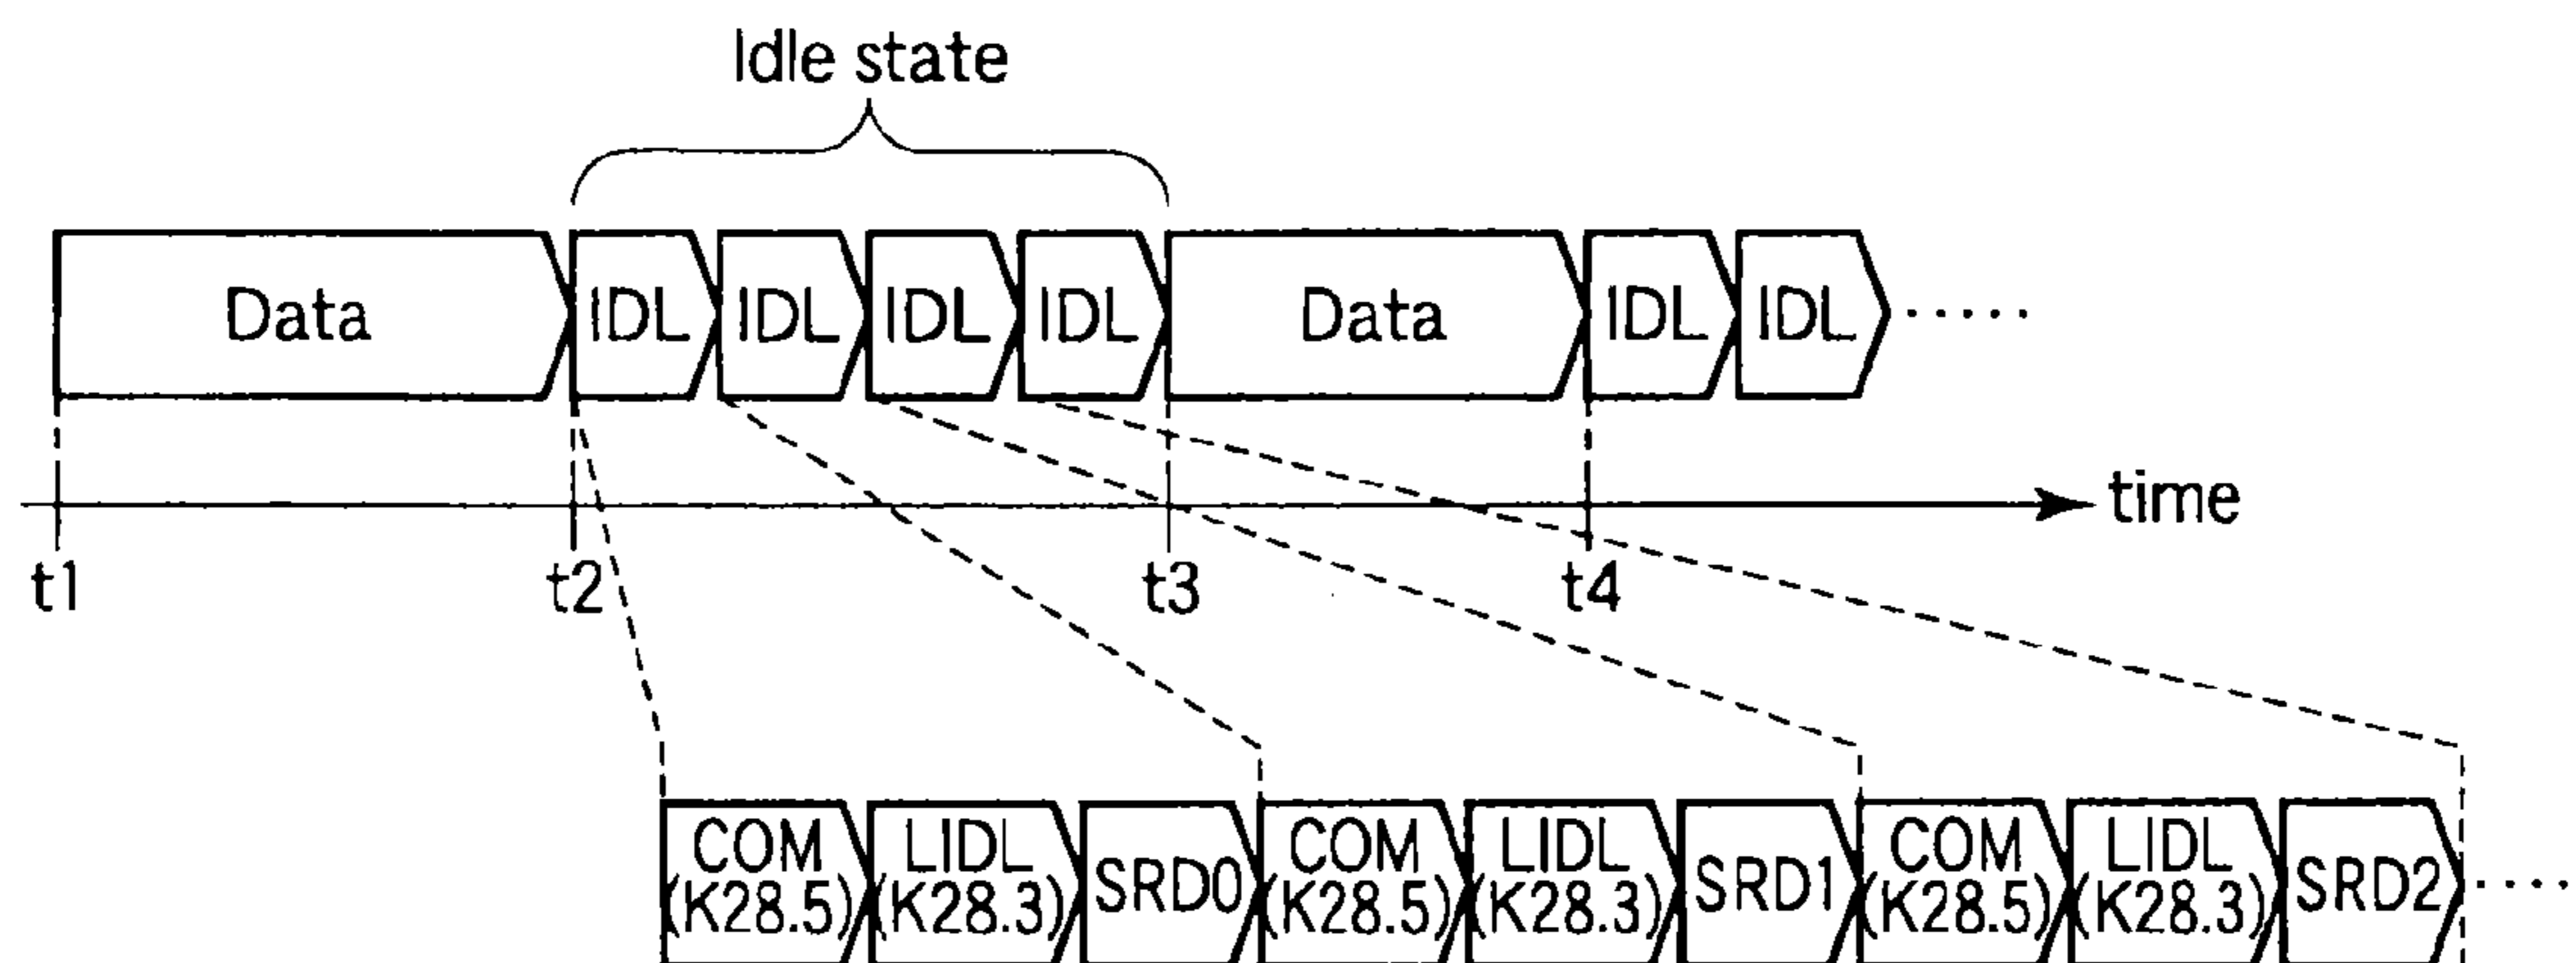 Idle state
Data IDL IDL IDL IDL Data IDL IDL ·····
time
t1 t2 t3 t4
COM LIDL SRD0 COM LIDL SRD1 COM LIDL SRD2 ····
(K28.5) (K28.3) (K28.5) (K28.3) (K28.5) (K28.3)